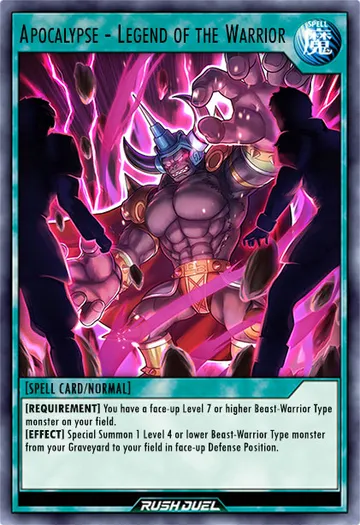 APOCALYPSE - LEGEND OF THE WARRIOR
SPELL
魔
[SPELL CARD/NORMAL]
[REQUIREMENT] You have a face-up Level 7 or higher Beast-Warrior Type
monster on your field.
[EFFECT] Special Summon 1 Level 4 or lower Beast-Warrior Type monster
from your Graveyard to your field in face-up Defense Position.
RUSH DUEL